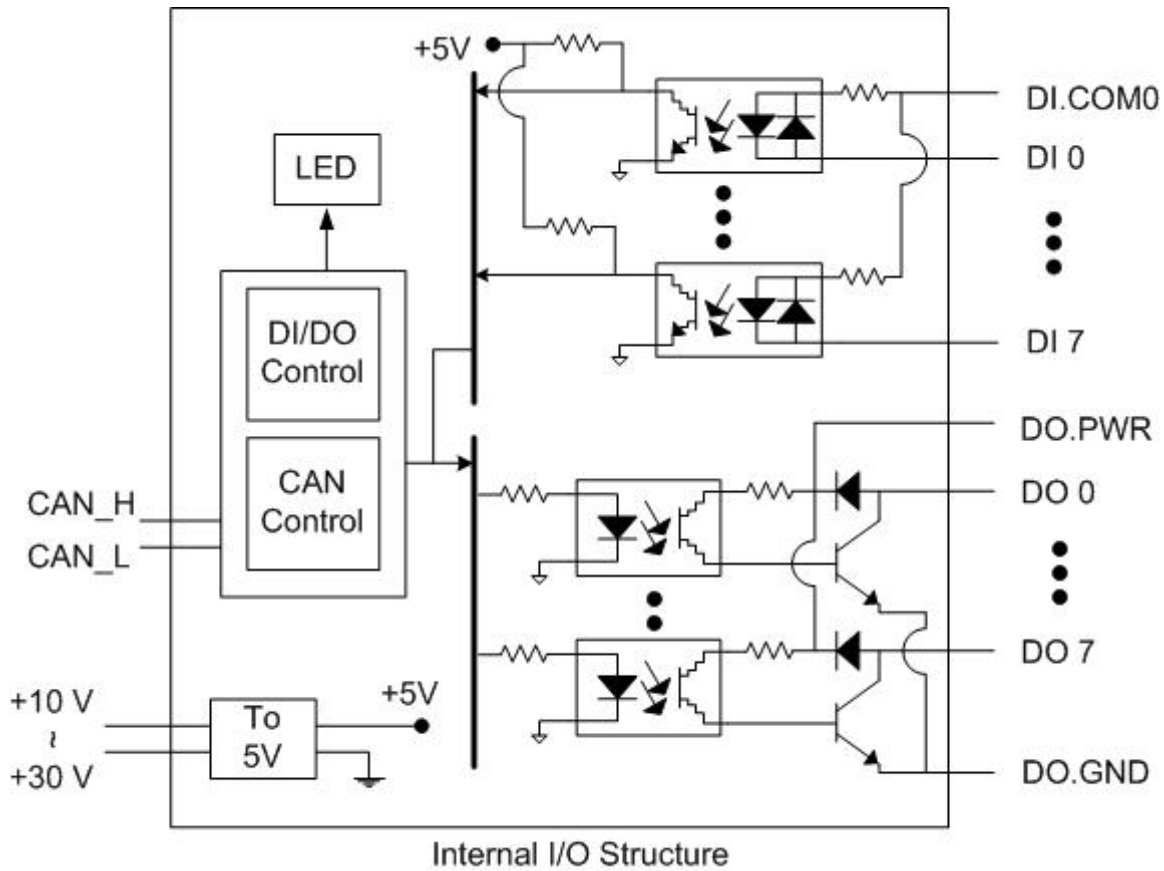 +5V
DI.COM0
DI 0
LED
DI/DO
Control
DI 7
DO.PWR
CAN
Control
DO 0
CAN_H
CAN_L
DO 7
+5V
+10 V
~
+30 V
To
5V
DO.GND
Internal I/O Structure